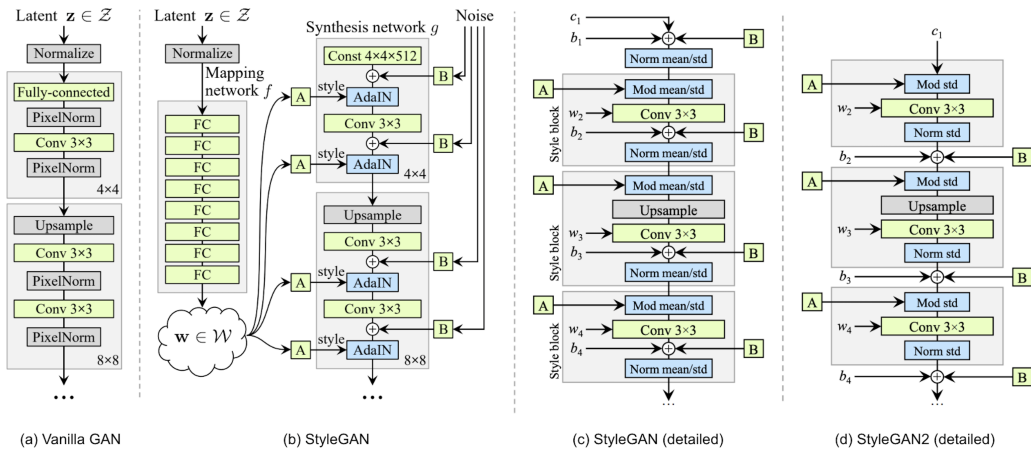 Latent z ∈ Z
Normalize
Fully-connected
PixelNorm
Conv 3×3
PixelNorm
4×4
Upsample
Conv 3×3
PixelNorm
Conv 3×3
PixelNorm
8×8
...
(a) Vanilla GAN
Latent z ∈ Z
Normalize
Mapping
network f
FC
FC
FC
FC
FC
FC
FC
FC
w ∈ W
Noise
Synthesis network g
Const 4×4×512
B
A
style
AdaIN
Conv 3×3
B
A
style
AdaIN
4×4
Upsample
Conv 3×3
B
A
style
AdaIN
Conv 3×3
B
A
style
AdaIN
8×8
...
(b) StyleGAN
c1
b1
B
Norm mean/std
Style block
A
Mod mean/std
w2
Conv 3×3
b2
B
Norm mean/std
Style block
A
Mod mean/std
Upsample
w3
Conv 3×3
b3
B
Norm mean/std
Style block
A
Mod mean/std
w4
Conv 3×3
b4
B
Norm mean/std
...
(c) StyleGAN (detailed)
c1
A
Mod std
w2
Conv 3×3
Norm std
b2
B
A
Mod std
Upsample
w3
Conv 3×3
Norm std
b3
B
A
Mod std
w4
Conv 3×3
Norm std
b4
B
...
(d) StyleGAN2 (detailed)